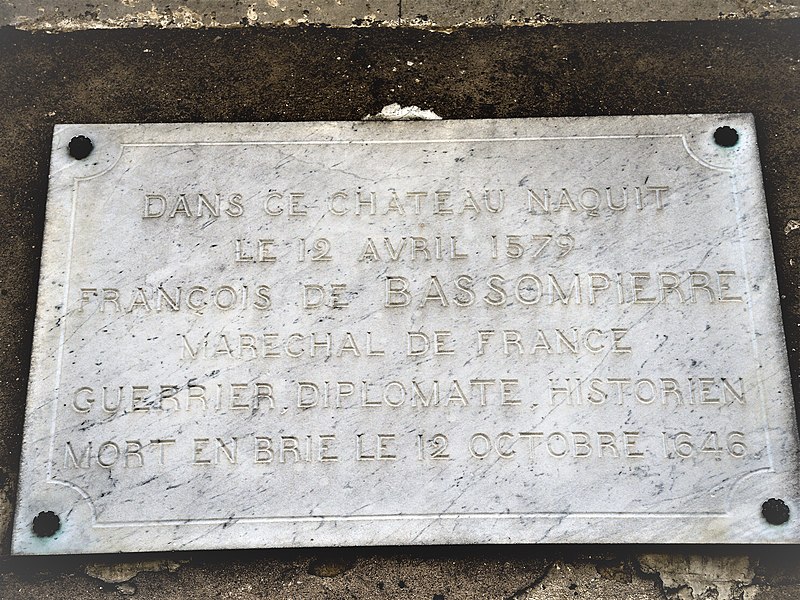 DANS CE CHÂTEAU NAQUIT
LE 12 AVRIL 1579
FRANÇOIS DE BASSOMPIERRE
MARECHAL DE FRANCE
GUERRIER, DIPLOMATE, HISTORIEN
MORT EN BRIE LE 12 OCTOBRE 1646